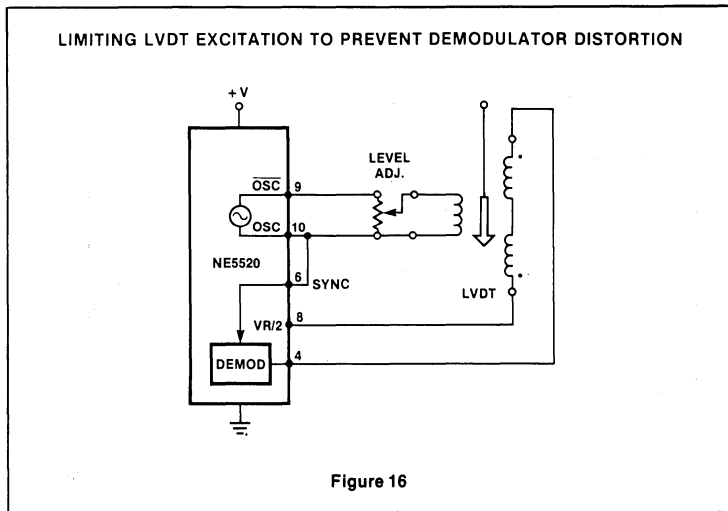 LIMITING LVDT EXCITATION TO PREVENT DEMODULATOR DISTORTION
+V
LEVEL
ADJ.
OSC
9
OSC
10
NE5520
6
SYNC
LVDT
VR/2
8
DEMOD
4
Figure 16